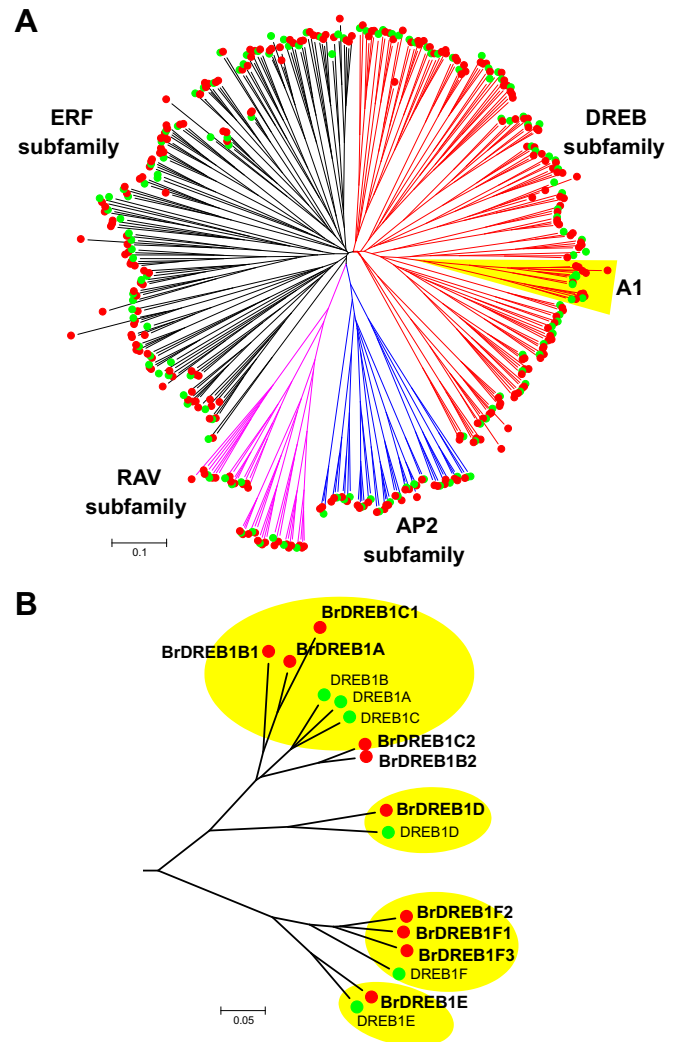 A
ERF
subfamily
DREB
subfamily
A1
RAV
subfamily
AP2
subfamily
0.1
B
BrDREB1C1
BrDREB1B1
BrDREB1A
DREB1B
DREB1A
DREB1C
BrDREB1C2
BrDREB1B2
BrDREB1D
DREB1D
BrDREB1F2
BrDREB1F1
BrDREB1F3
DREB1F
BrDREB1E
DREB1E
0.05